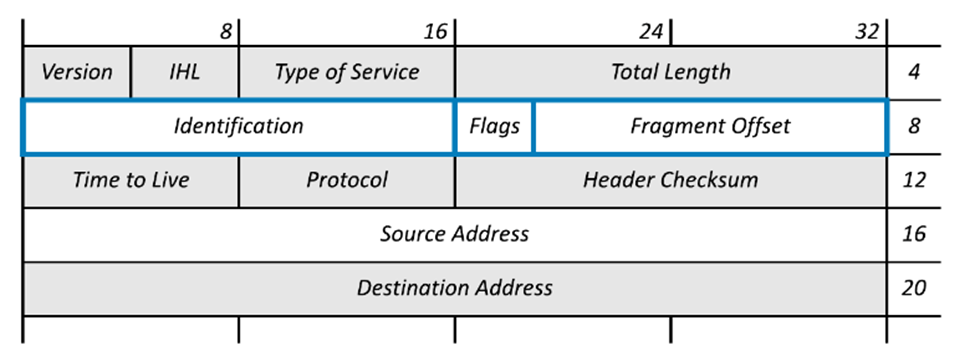 8 16 24 32
Version IHL Type of Service Total Length 4
Identification Flags Fragment Offset 8
Time to Live Protocol Header Checksum 12
Source Address 16
Destination Address 20